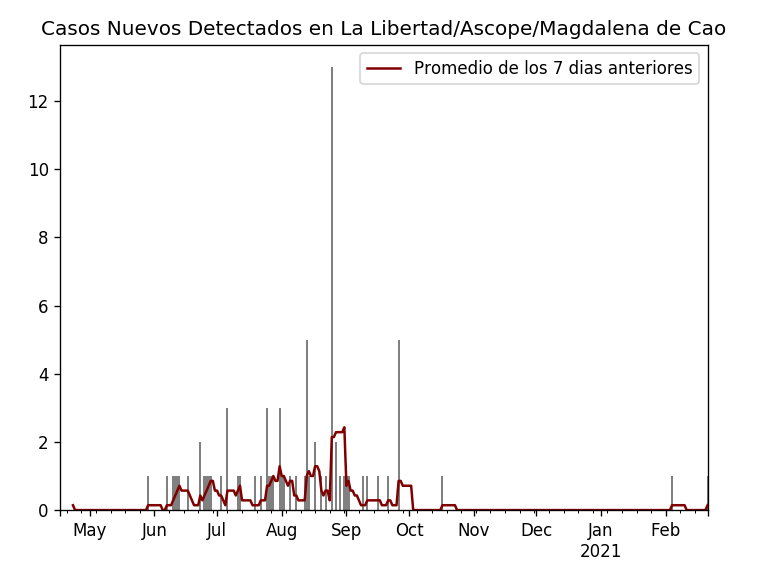 Casos Nuevos Detectados en La Libertad/Ascope/Magdalena de Cao
Promedio de los 7 dias anteriores
12
10
8
6
4
2
0
May Jun Jul Aug Sep Oct Nov Dec Jan Feb
2021